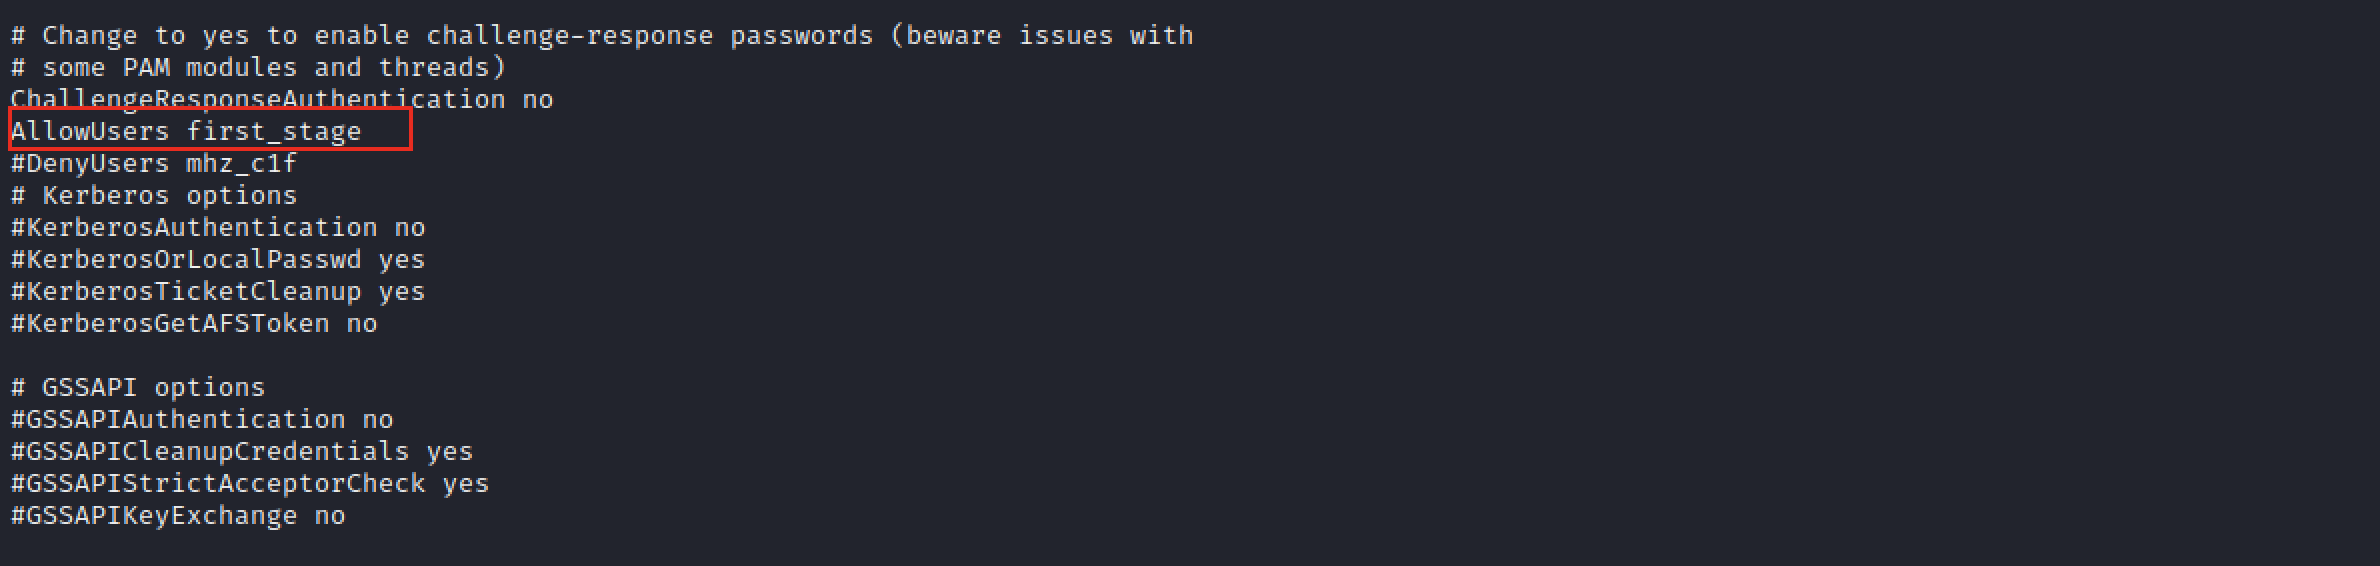 # Change to yes to enable challenge-response passwords (beware issues with
# some PAM modules and threads)
ChallengeResponseAuthentication no
AllowUsers first_stage
#DenyUsers mhz_c1f
# Kerberos options
#KerberosAuthentication no
#KerberosOrLocalPasswd yes
#KerberosTicketCleanup yes
#KerberosGetAFSToken no
# GSSAPI options
#GSSAPIAuthentication no
#GSSAPICleanupCredentials yes
#GSSAPIStrictAcceptorCheck yes
#GSSAPIKeyExchange no